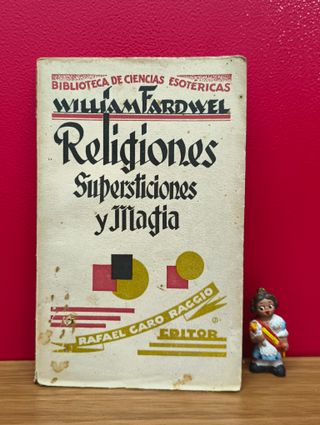 BIBLIOTECA DE CIENCIAS ESOTÉRICAS
WILLIAM FARDWEL
Religiones
Supersticiones
y Magia
RAFAEL CARO RAGGIO
EDITOR